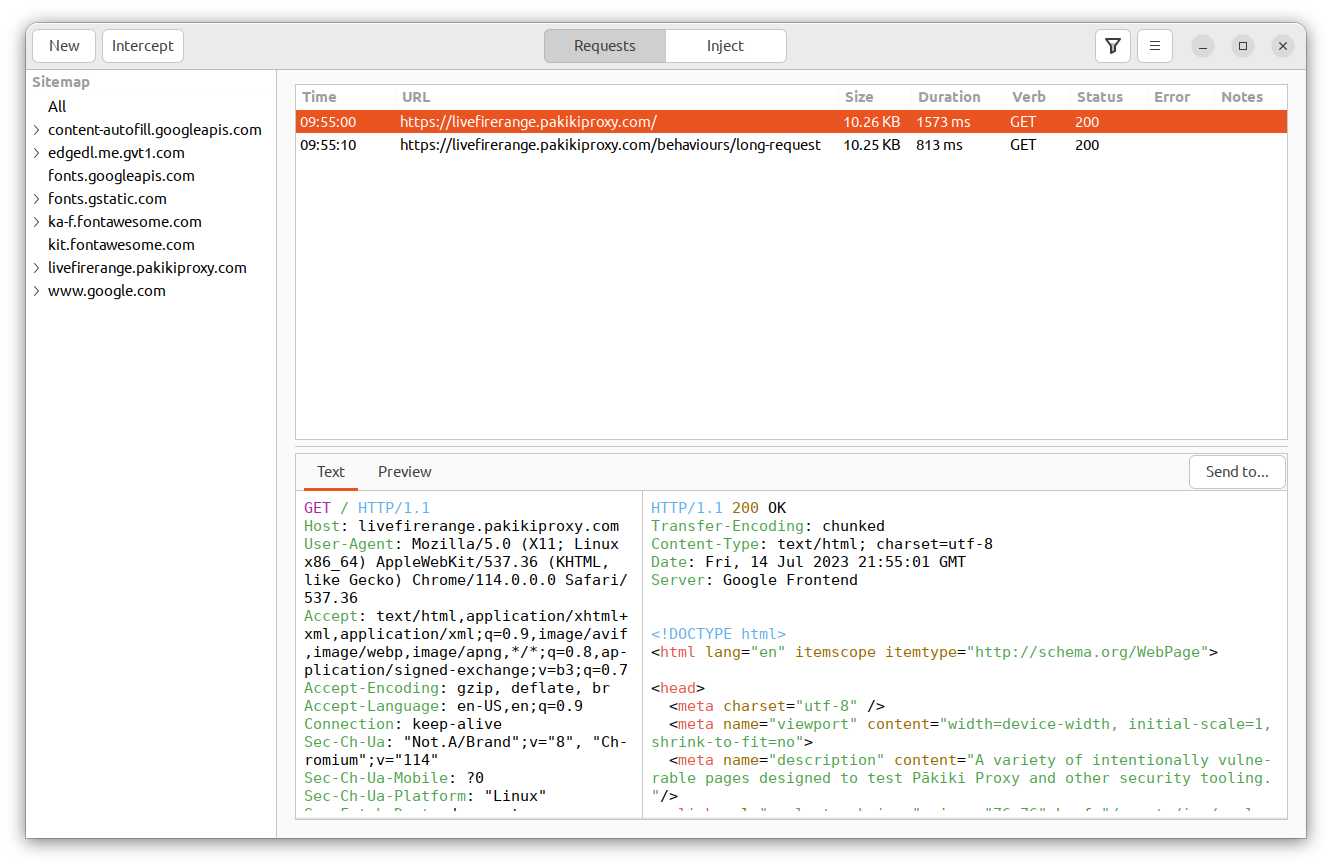 New Intercept Requests Inject
Sitemap
All
content-autofill.googleapis.com
edgedl.me.gvt1.com
fonts.googleapis.com
fonts.gstatic.com
ka-f.fontawesome.com
kit.fontawesome.com
livefirerange.pakikiproxy.com
www.google.com
Time URL Size Duration Verb Status Error Notes
09:55:00 https://livefirerange.pakikiproxy.com/ 10.26 KB 1573 ms GET 200
09:55:10 https://livefirerange.pakikiproxy.com/behaviours/long-request 10.25 KB 813 ms GET 200
Text Preview Send to...
GET / HTTP/1.1
Host: livefirerange.pakikiproxy.com
User-Agent: Mozilla/5.0 (X11; Linux
x86_64) AppleWebKit/537.36 (KHTML,
like Gecko) Chrome/114.0.0.0 Safari/
537.36
Accept: text/html,application/xhtml+
xml,application/xml;q=0.9,image/avif
,image/webp,image/apng,*/*;q=0.8,ap-
plication/signed-exchange;v=b3;q=0.7
Accept-Encoding: gzip, deflate, br
Accept-Language: en-US,en;q=0.9
Connection: keep-alive
Sec-Ch-Ua: "Not.A/Brand";v="8", "Ch-
romium";v="114"
Sec-Ch-Ua-Mobile: ?0
Sec-Ch-Ua-Platform: "Linux"
HTTP/1.1 200 OK
Transfer-Encoding: chunked
Content-Type: text/html; charset=utf-8
Date: Fri, 14 Jul 2023 21:55:01 GMT
Server: Google Frontend
<!DOCTYPE html>
<html lang="en" itemscope itemtype="http://schema.org/WebPage">
<head>
<meta charset="utf-8" />
<meta name="viewport" content="width=device-width, initial-scale=1,
shrink-to-fit=no">
<meta name="description" content="A variety of intentionally vulne-
rable pages designed to test Pākiki Proxy and other security tooling.
"/>